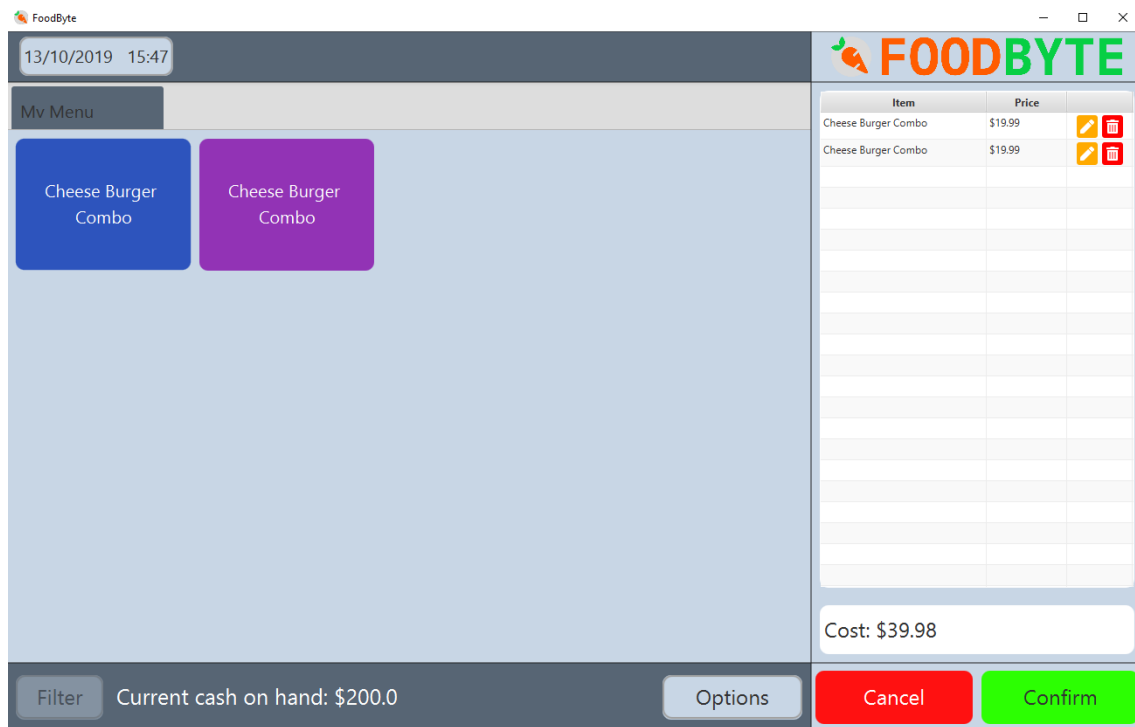 FoodByte
13/10/2019 15:47
FOODBYTE
My Menu
Cheese Burger
Combo
Cheese Burger
Combo
Item Price
Cheese Burger Combo $19.99
Cheese Burger Combo $19.99
Cost: $39.98
Filter
Current cash on hand: $200.0
Options
Cancel
Confirm